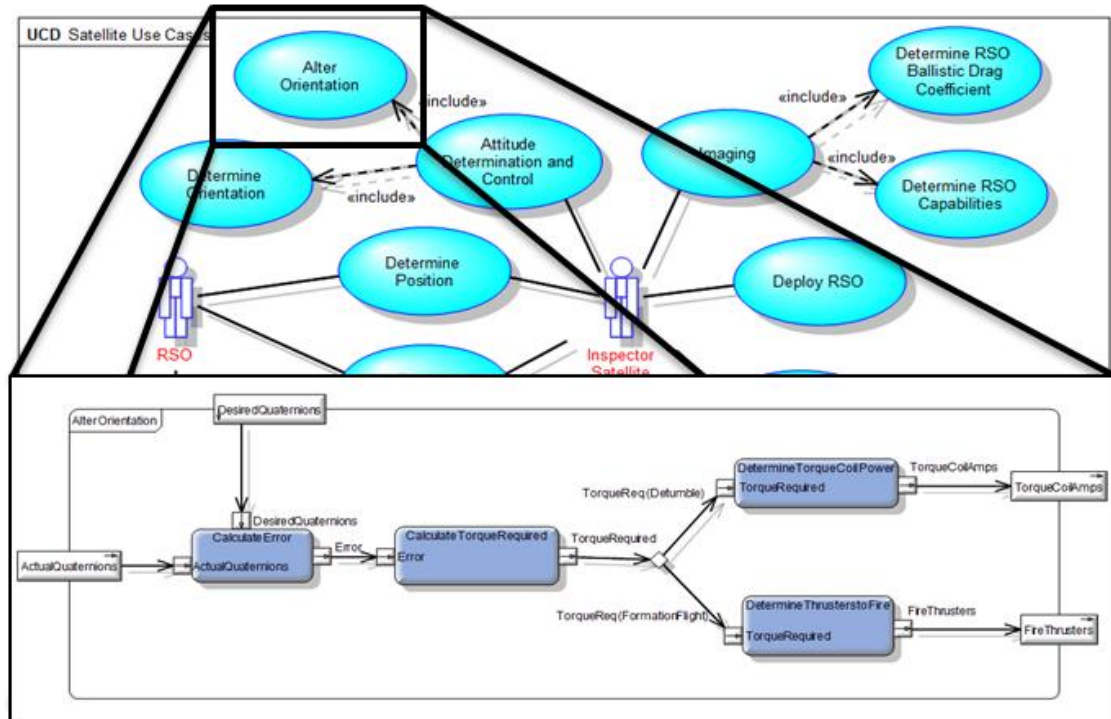 UCD Satellite Use Cases
Alter
Orientation
«include»
Determine RSO
Ballistic Drag
Coefficient
«include»
Attitude
Determination and
Control
Imaging
«include»
Determine
Orientation
«include»
Determine RSO
Capabilities
Determine
Position
Deploy RSO
RSO
Inspector
Satellite
AlterOrientation
DesiredQuaternions
DetermineTorqueCoilPower
TorqueCoilAmps
TorqueRequired
TorqueCoilAmps
TorqueReq(Detumble)
DesiredQuaternions
CalculateError
Error
CalculateTorqueRequired
TorqueRequired
ActualQuaternions
ActualQuaternions
Error
TorqueReq(FormationFlight)
DetermineThrusterstoFire
FireThrusters
TorqueRequired
FireThrusters